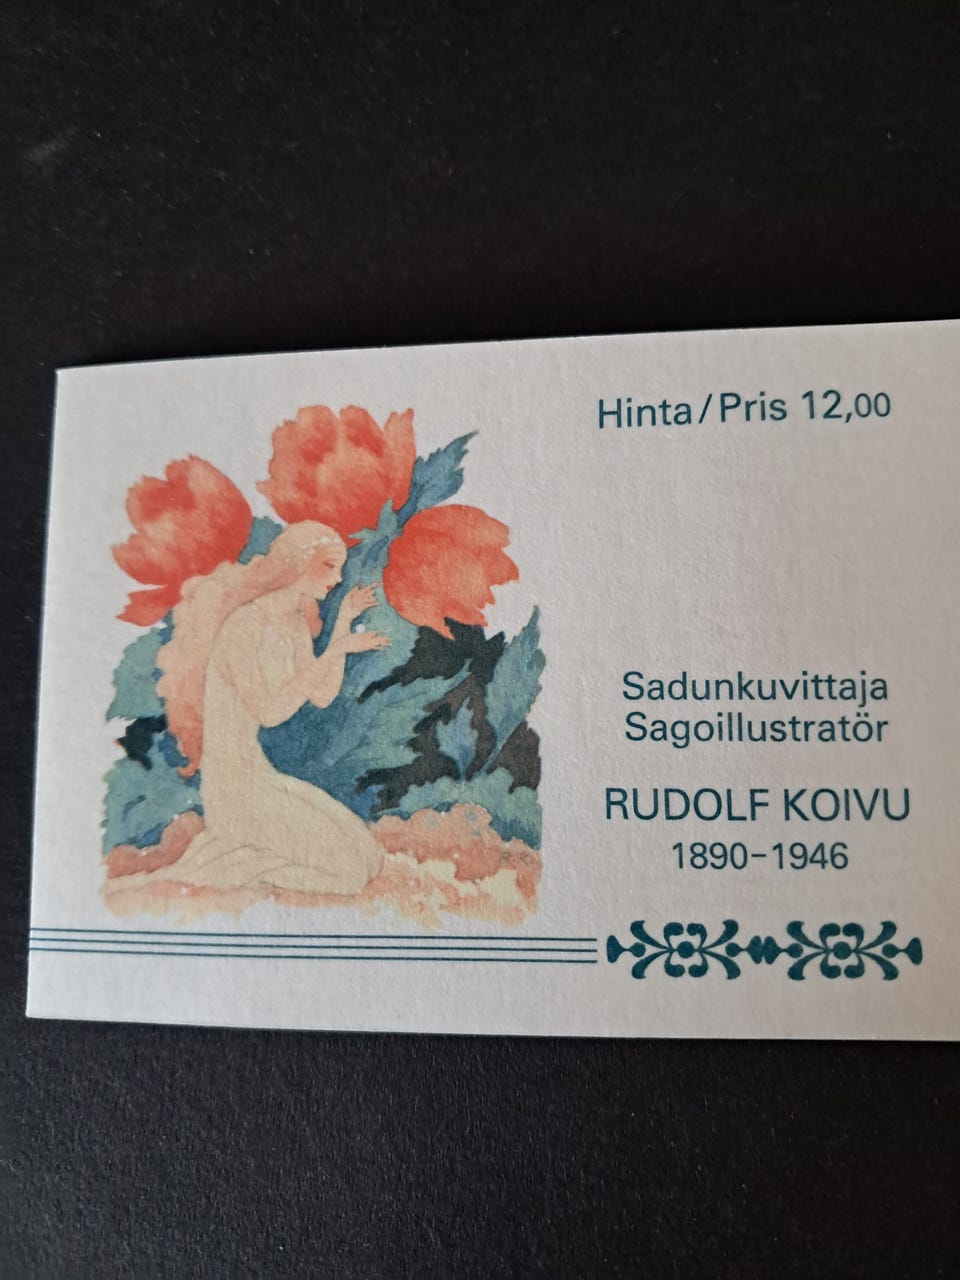 Hinta/Pris 12,00
Sadunkuvittaja
Sagoillustratör
RUDOLF KOIVU
1890-1946
R.K.